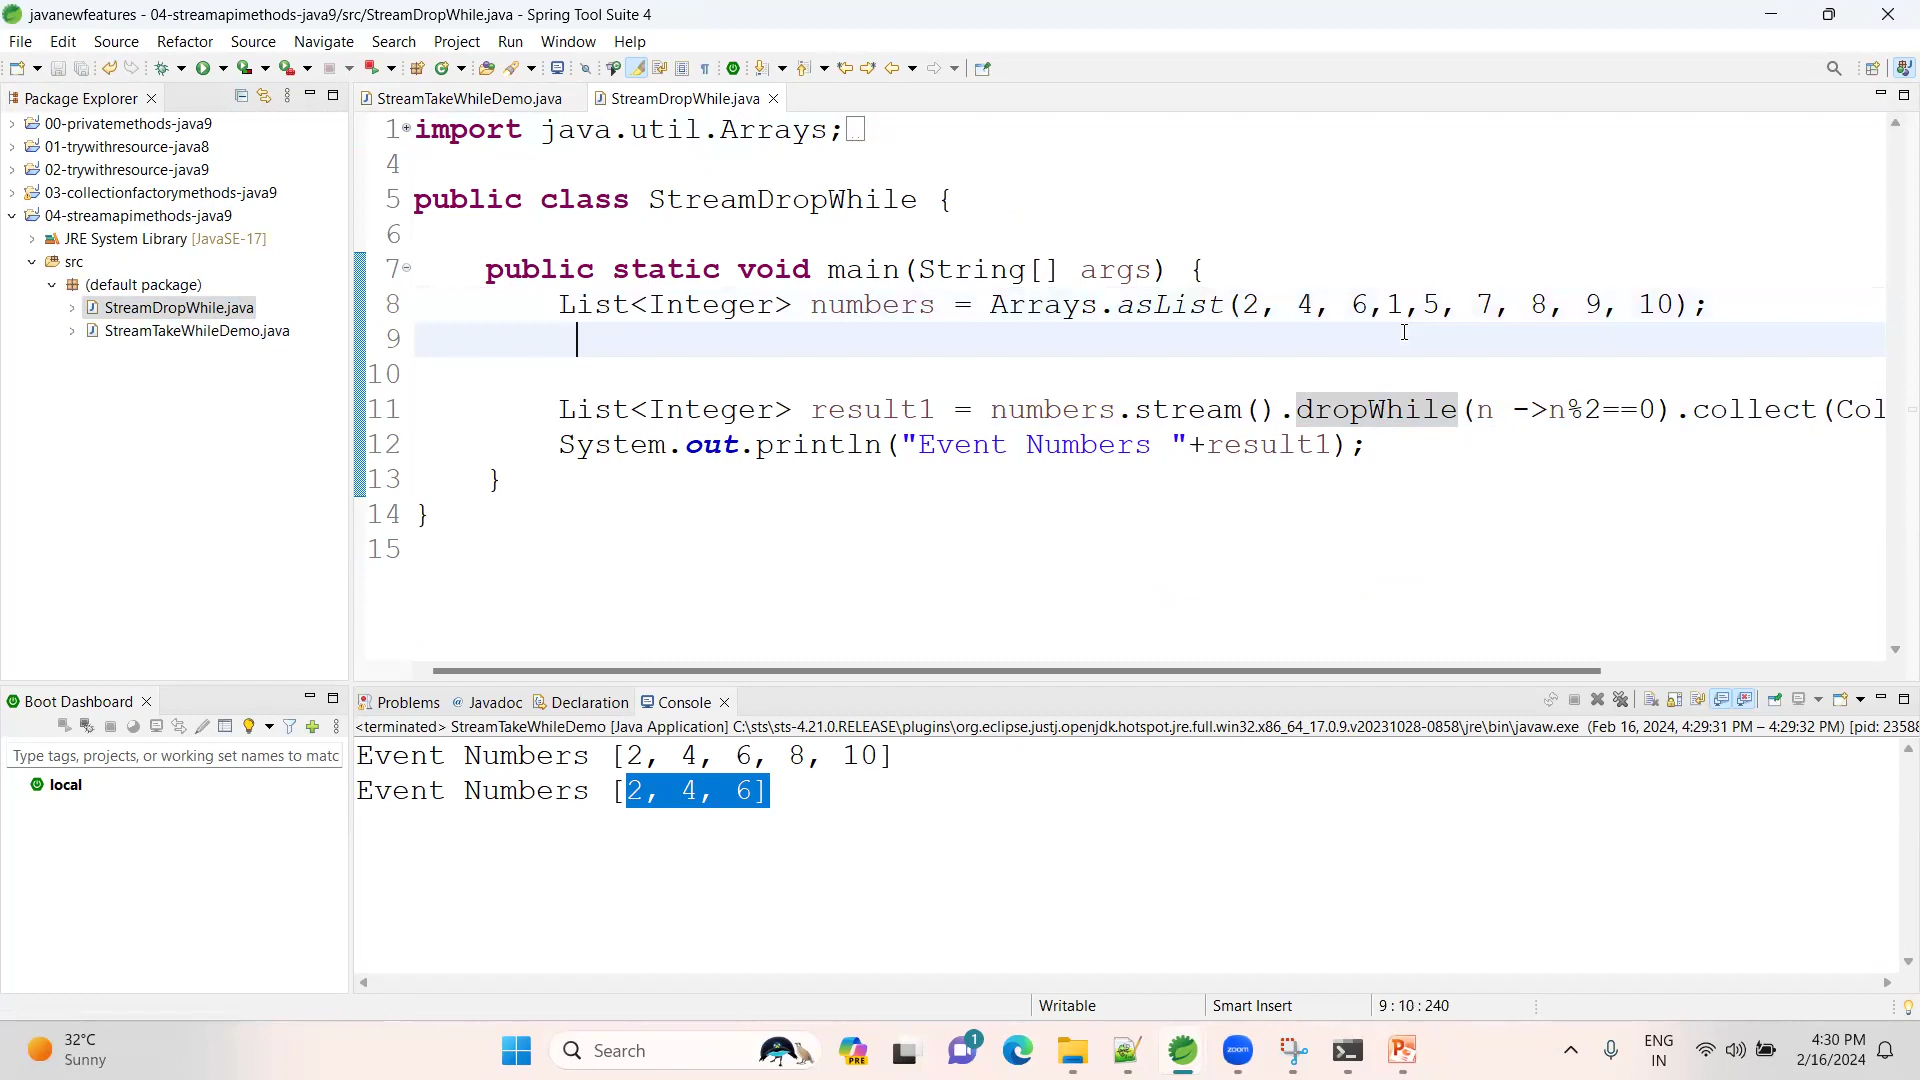 javanewfeatures - 04-streamapimethods-java9/src/StreamDropWhile.java - Spring Tool Suite 4
File Edit Source Refactor Source Navigate Search Project Run Window Help
Package Explorer
StreamTakeWhileDemo.java
StreamDropWhile.java
00-privatemethods-java9
01-trywithresource-java8
02-trywithresource-java9
03-collectionfactorymethods-java9
04-streamapimethods-java9
JRE System Library [JavaSE-17]
src
(default package)
StreamDropWhile.java
StreamTakeWhileDemo.java
1 import java.util.Arrays;
4
5 public class StreamDropWhile {
6
7 public static void main(String[] args) {
8 List<Integer> numbers = Arrays.asList(2, 4, 6,1,5, 7, 8, 9, 10);
9
10
11 List<Integer> result1 = numbers.stream().dropWhile(n ->n%2==0).collect(Col
12 System.out.println("Event Numbers "+result1);
13 }
14 }
15
Boot Dashboard
Type tags, projects, or working set names to matc
local
Problems Javadoc Declaration Console
<terminated> StreamTakeWhileDemo [Java Application] C:\sts\sts-4.21.0.RELEASE\plugins\org.eclipse.justj.openjdk.hotspot.jre.full.win32.x86_64_17.0.9.v20231028-0858\jre\bin\javaw.exe (Feb 16, 2024, 4:29:31 PM – 4:29:32 PM) [pid: 23588
Event Numbers [2, 4, 6, 8, 10]
Event Numbers [2, 4, 6]
Writable
Smart Insert
9 : 10 : 240
32°C
Sunny
Search
PRE
1
zoom
ENG
IN
4:30 PM
2/16/2024